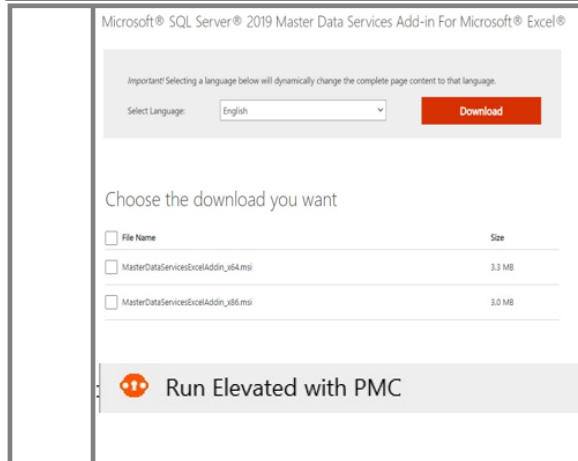 Microsoft® SQL Server® 2019 Master Data Services Add-in For Microsoft® Excel®
Important! Selecting a language below will dynamically change the complete page content to that language.
Select Language: English Download
Choose the download you want
File Name Size
MasterDataServicesExcelAddin_x64.msi 3.3 MB
MasterDataServicesExcelAddin_x86.msi 3.0 MB
: Run Elevated with PMC